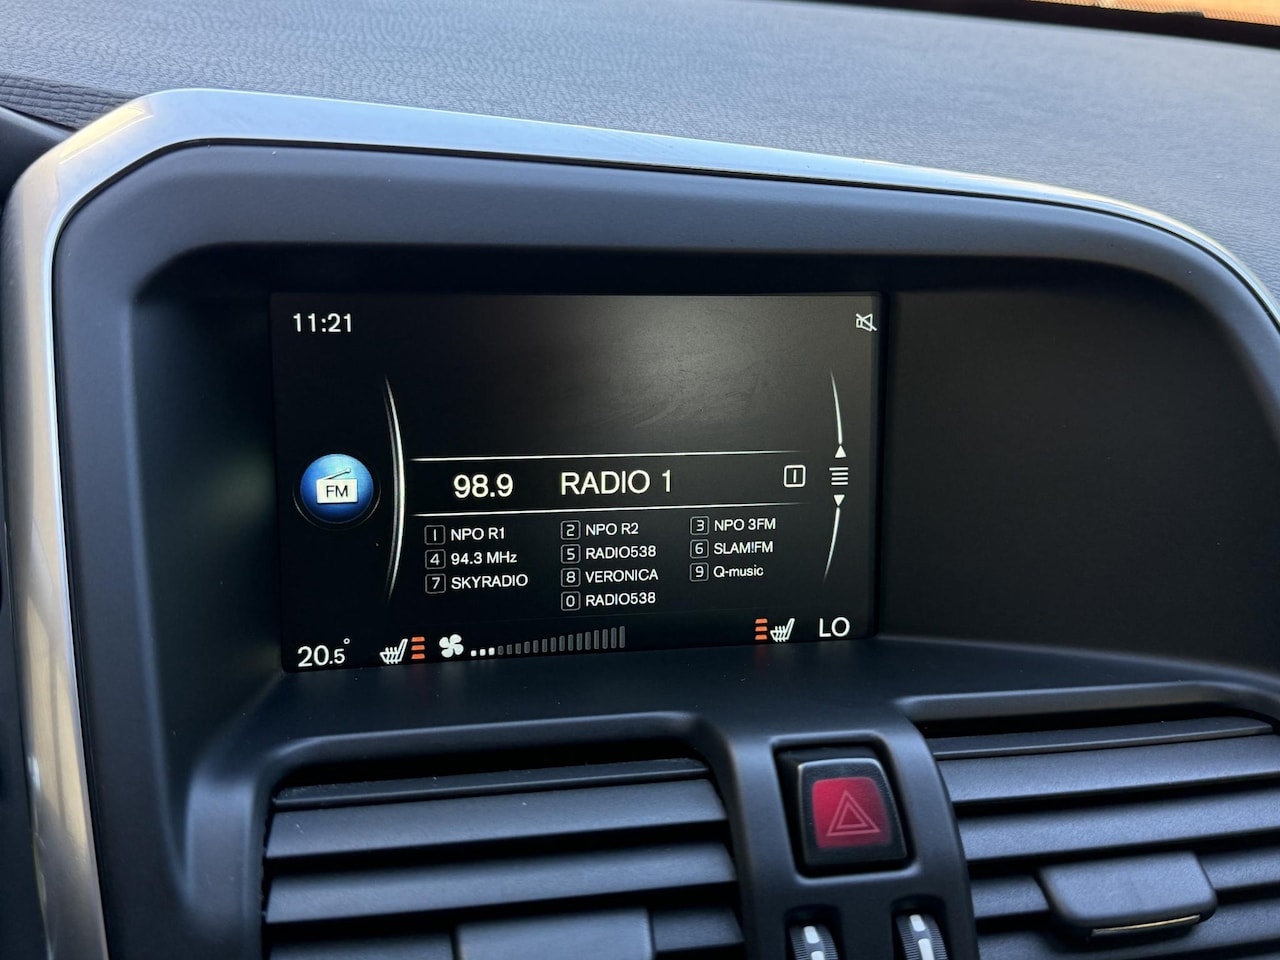 11:21
FM
98.9 RADIO 1 1
1 NPO R1 2 NPO R2 3 NPO 3FM
4 94.3 MHz 5 RADIO538 6 SLAM!FM
7 SKYRADIO 8 VERONICA 9 Q-music
0 RADIO538
20.5° LO